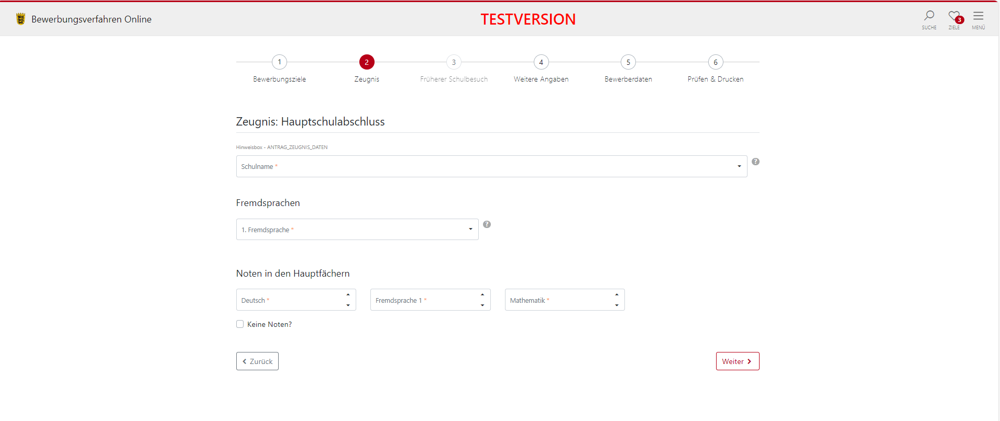 Bewerbungsverfahren Online
TESTVERSION
SUCHE
3
ZIELE
MENÜ
1
2
3
4
5
6
Bewerbungsziele
Zeugnis
Früherer Schulbesuch
Weitere Angaben
Bewerberdaten
Prüfen & Drucken
Zeugnis: Hauptschulabschluss
Hinweisbox - ANTRAG_ZEUGNIS_DATEN
Schulname *
?
Fremdsprachen
1. Fremdsprache *
?
Noten in den Hauptfächern
Deutsch *
Fremdsprache 1 *
Mathematik *
Keine Noten?
Zurück
Weiter